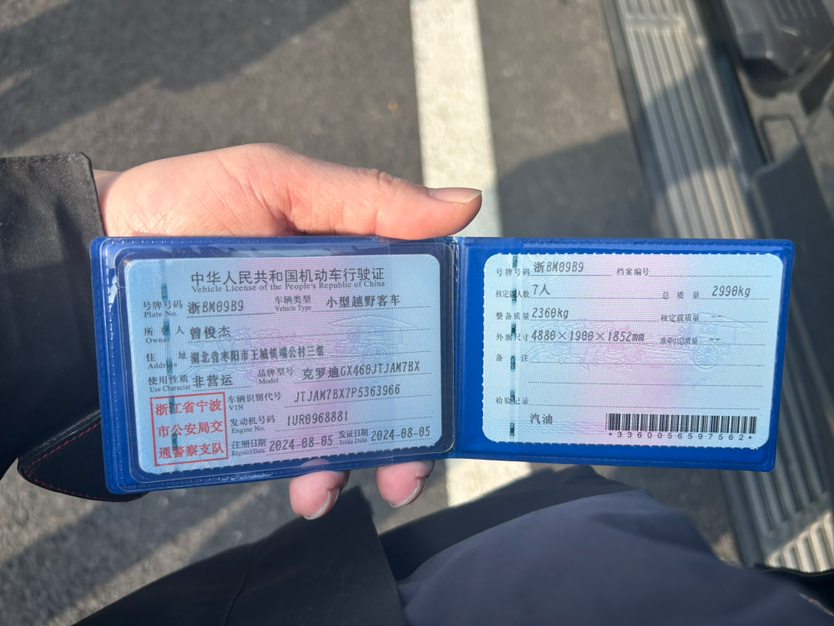 中华人民共和国机动车行驶证
Vehicle License of the People's Republic of China
号牌号码 浙BM09B9 车辆类型 小型越野客车
Plate No. Vehicle Type
所有人 曾俊杰
Owner
住址 湖北省枣阳市王城镇端公村三组
Address
使用性质 非营运 品牌型号 克罗迪GX460JTJAM7BX
Use Character Model
浙江省宁波
市公安局交
通警察支队
车辆识别代号 JTJAM7BX7P5363966
VIN
发动机号码 1UR0968881
Engine No.
注册日期 2024-08-05 发证日期 2024-08-05
Register Date Issue Date
号牌号码 浙BM09B9 档案编号
核定载人数 7人 总质量 2990kg
整备质量 2360kg 核定载质量 --
外廓尺寸 4880×1900×1852mm 准牵引总质量 --
备注
检验记录
汽油
*3360056597562*